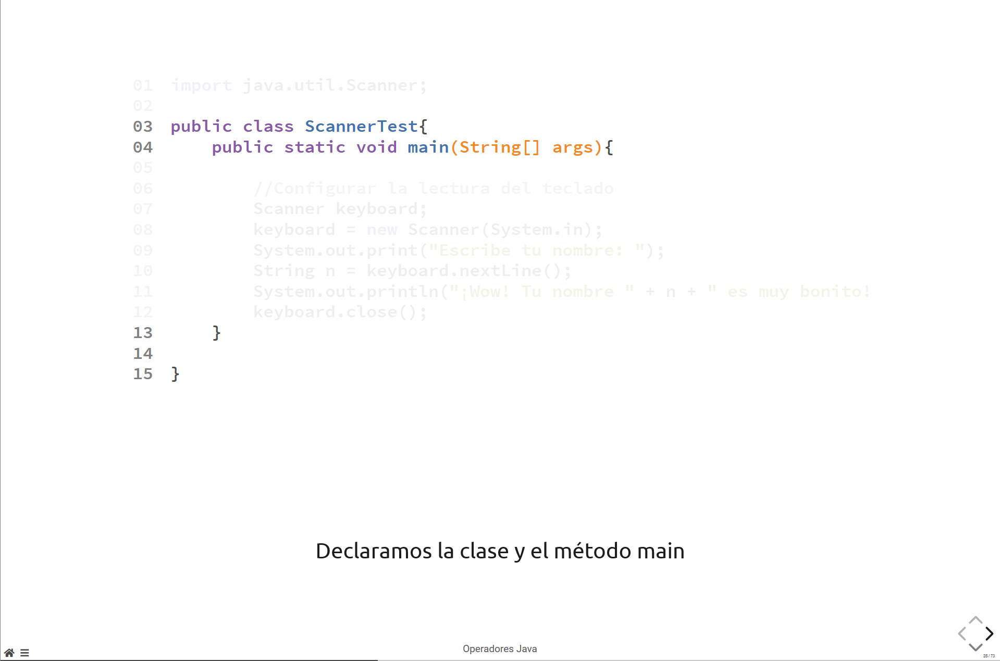 01 import java.util.Scanner;
02
03 public class ScannerTest{
04     public static void main(String[] args){
05
06         //Configurar la lectura del teclado
07         Scanner keyboard;
08         keyboard = new Scanner(System.in);
09         System.out.print("Escribe tu nombre: ");
10         String n = keyboard.nextLine();
11         System.out.println("¡Wow! Tu nombre " + n + " es muy bonito!
12         keyboard.close();
13     }
14
15 }
Declaramos la clase y el método main
Operadores Java
28 / 73